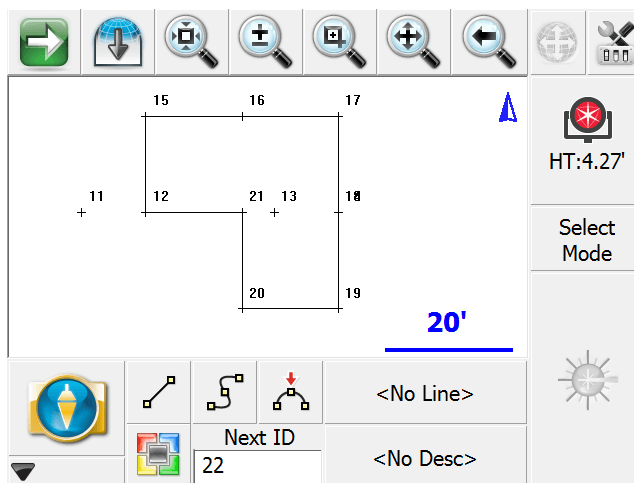 15 16 17
HT:4.27'
11 12 21 13
Select
Mode
20 19
20'
<No Line>
Next ID
22
<No Desc>